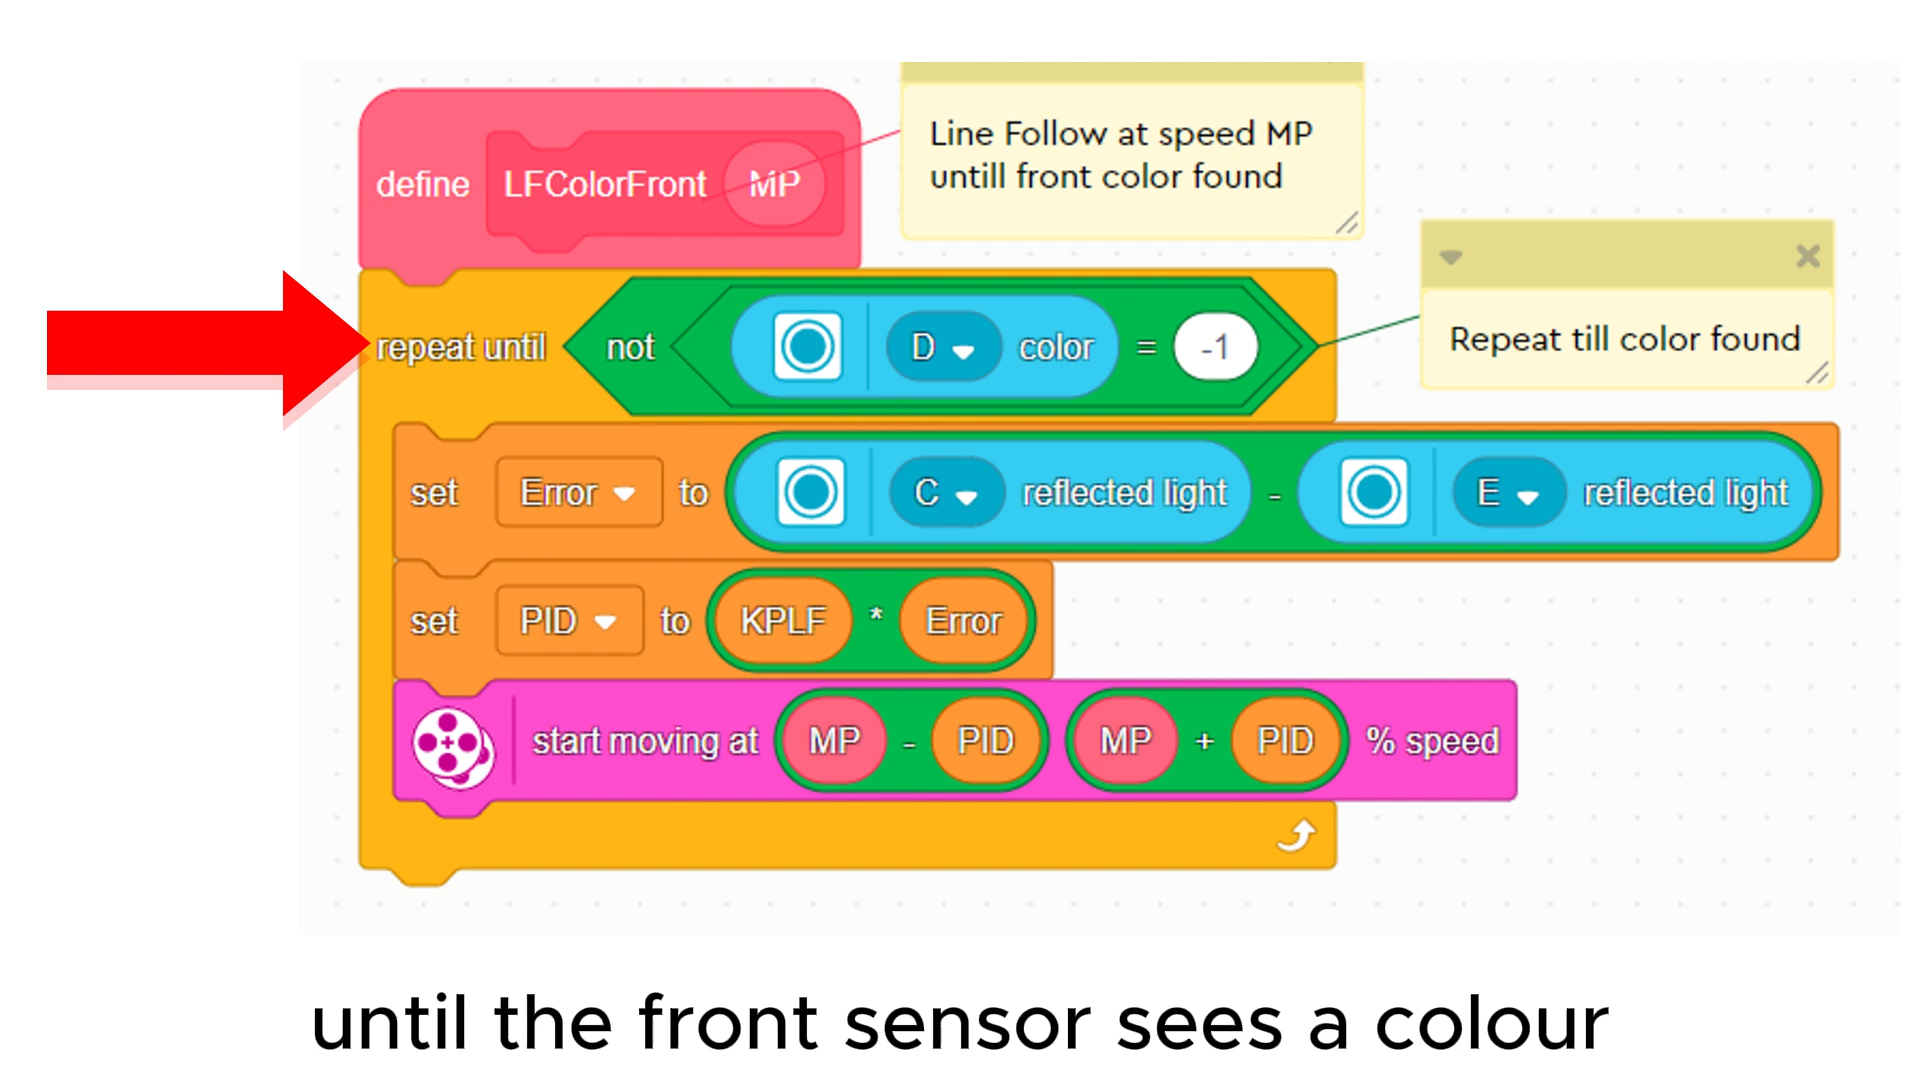 define LFColorFront MP
Line Follow at speed MP
untill front color found
repeat until not D color = -1
Repeat till color found
set Error to C reflected light - E reflected light
set PID to KPLF * Error
start moving at MP - PID MP + PID % speed
until the front sensor sees a colour